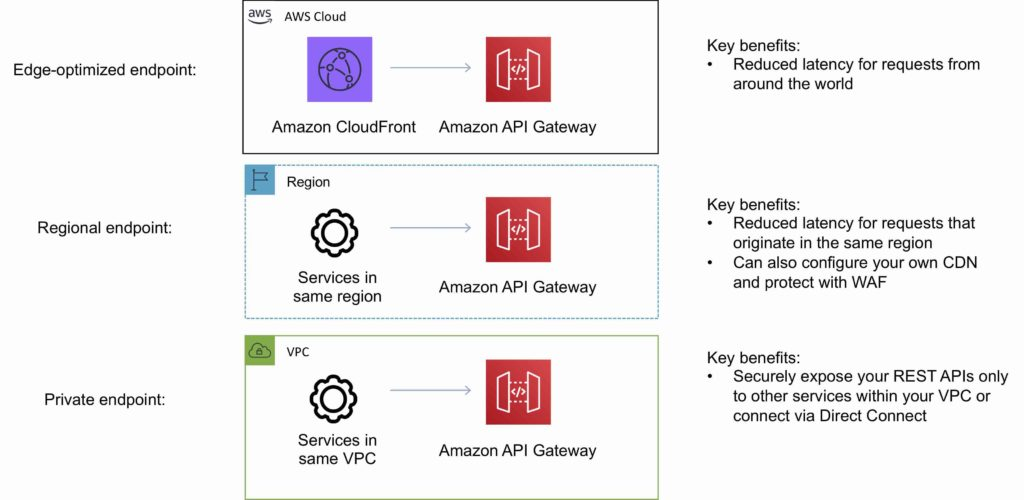 aws
AWS Cloud
Edge-optimized endpoint:
Amazon CloudFront
Amazon API Gateway
Key benefits:
• Reduced latency for requests from
around the world
Region
Regional endpoint:
Services in
same region
Amazon API Gateway
Key benefits:
• Reduced latency for requests that
originate in the same region
• Can also configure your own CDN
and protect with WAF
VPC
Private endpoint:
Services in
same VPC
Amazon API Gateway
Key benefits:
• Securely expose your REST APIs only
to other services within your VPC or
connect via Direct Connect